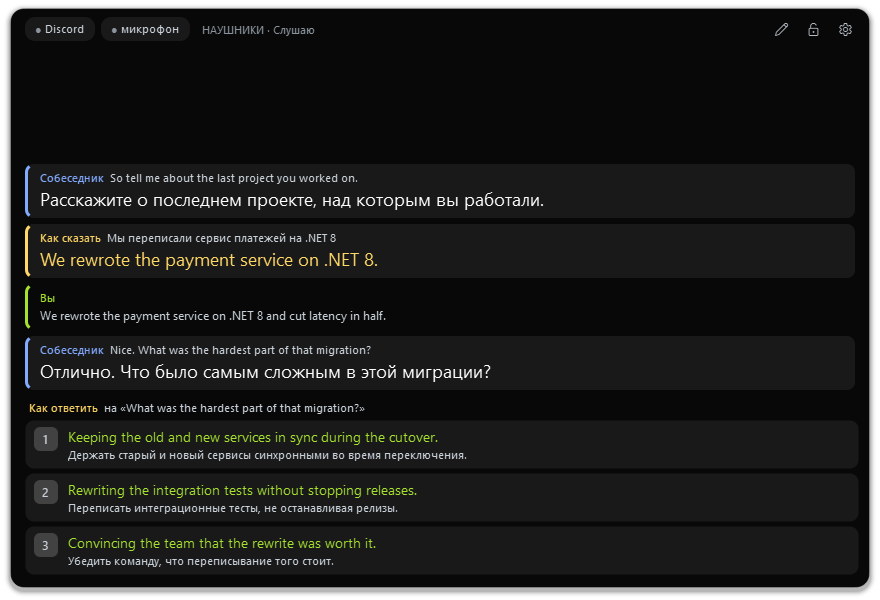 Discord
микрофон
НАУШНИКИ · Слушаю
Собеседник So tell me about the last project you worked on.
Расскажите о последнем проекте, над которым вы работали.
Как сказать Мы переписали сервис платежей на .NET 8
We rewrote the payment service on .NET 8.
Вы
We rewrote the payment service on .NET 8 and cut latency in half.
Собеседник Nice. What was the hardest part of that migration?
Отлично. Что было самым сложным в этой миграции?
Как ответить на «What was the hardest part of that migration?»
1 Keeping the old and new services in sync during the cutover.
Держать старый и новый сервисы синхронными во время переключения.
2 Rewriting the integration tests without stopping releases.
Переписать интеграционные тесты, не останавливая релизы.
3 Convincing the team that the rewrite was worth it.
Убедить команду, что переписывание того стоит.